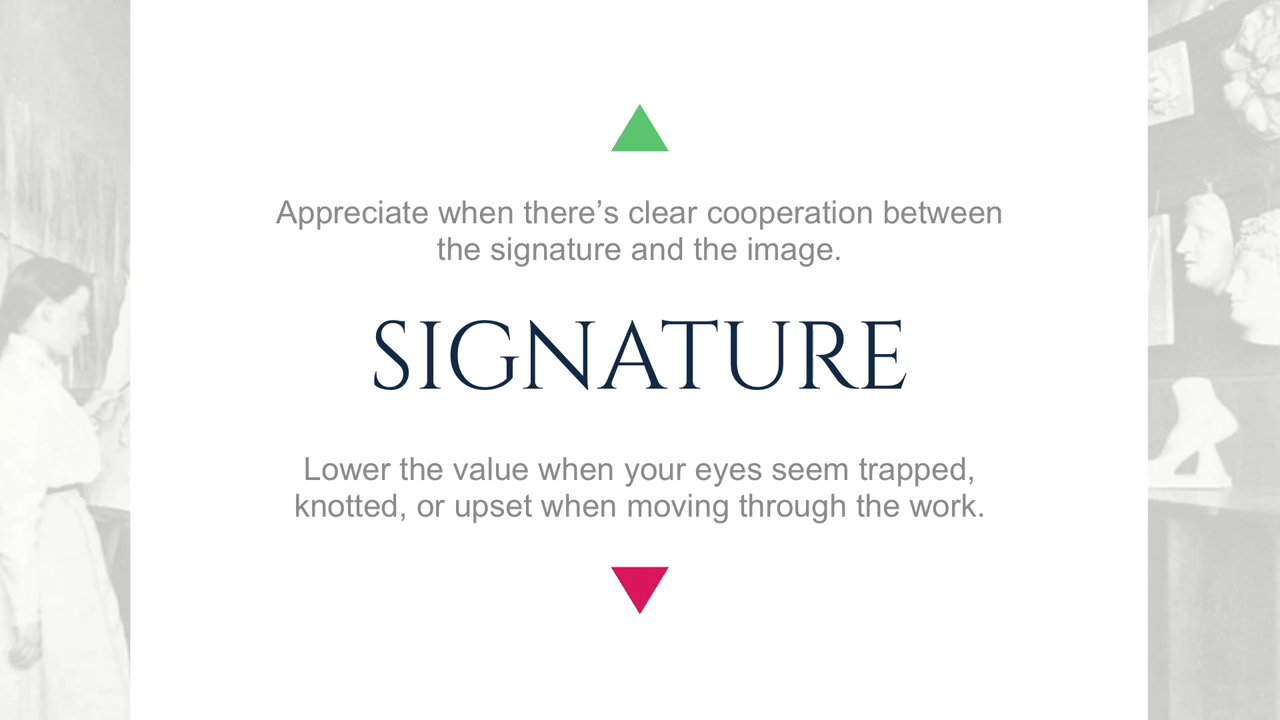 Appreciate when there’s clear cooperation between
the signature and the image.
SIGNATURE
Lower the value when your eyes seem trapped,
knotted, or upset when moving through the work.